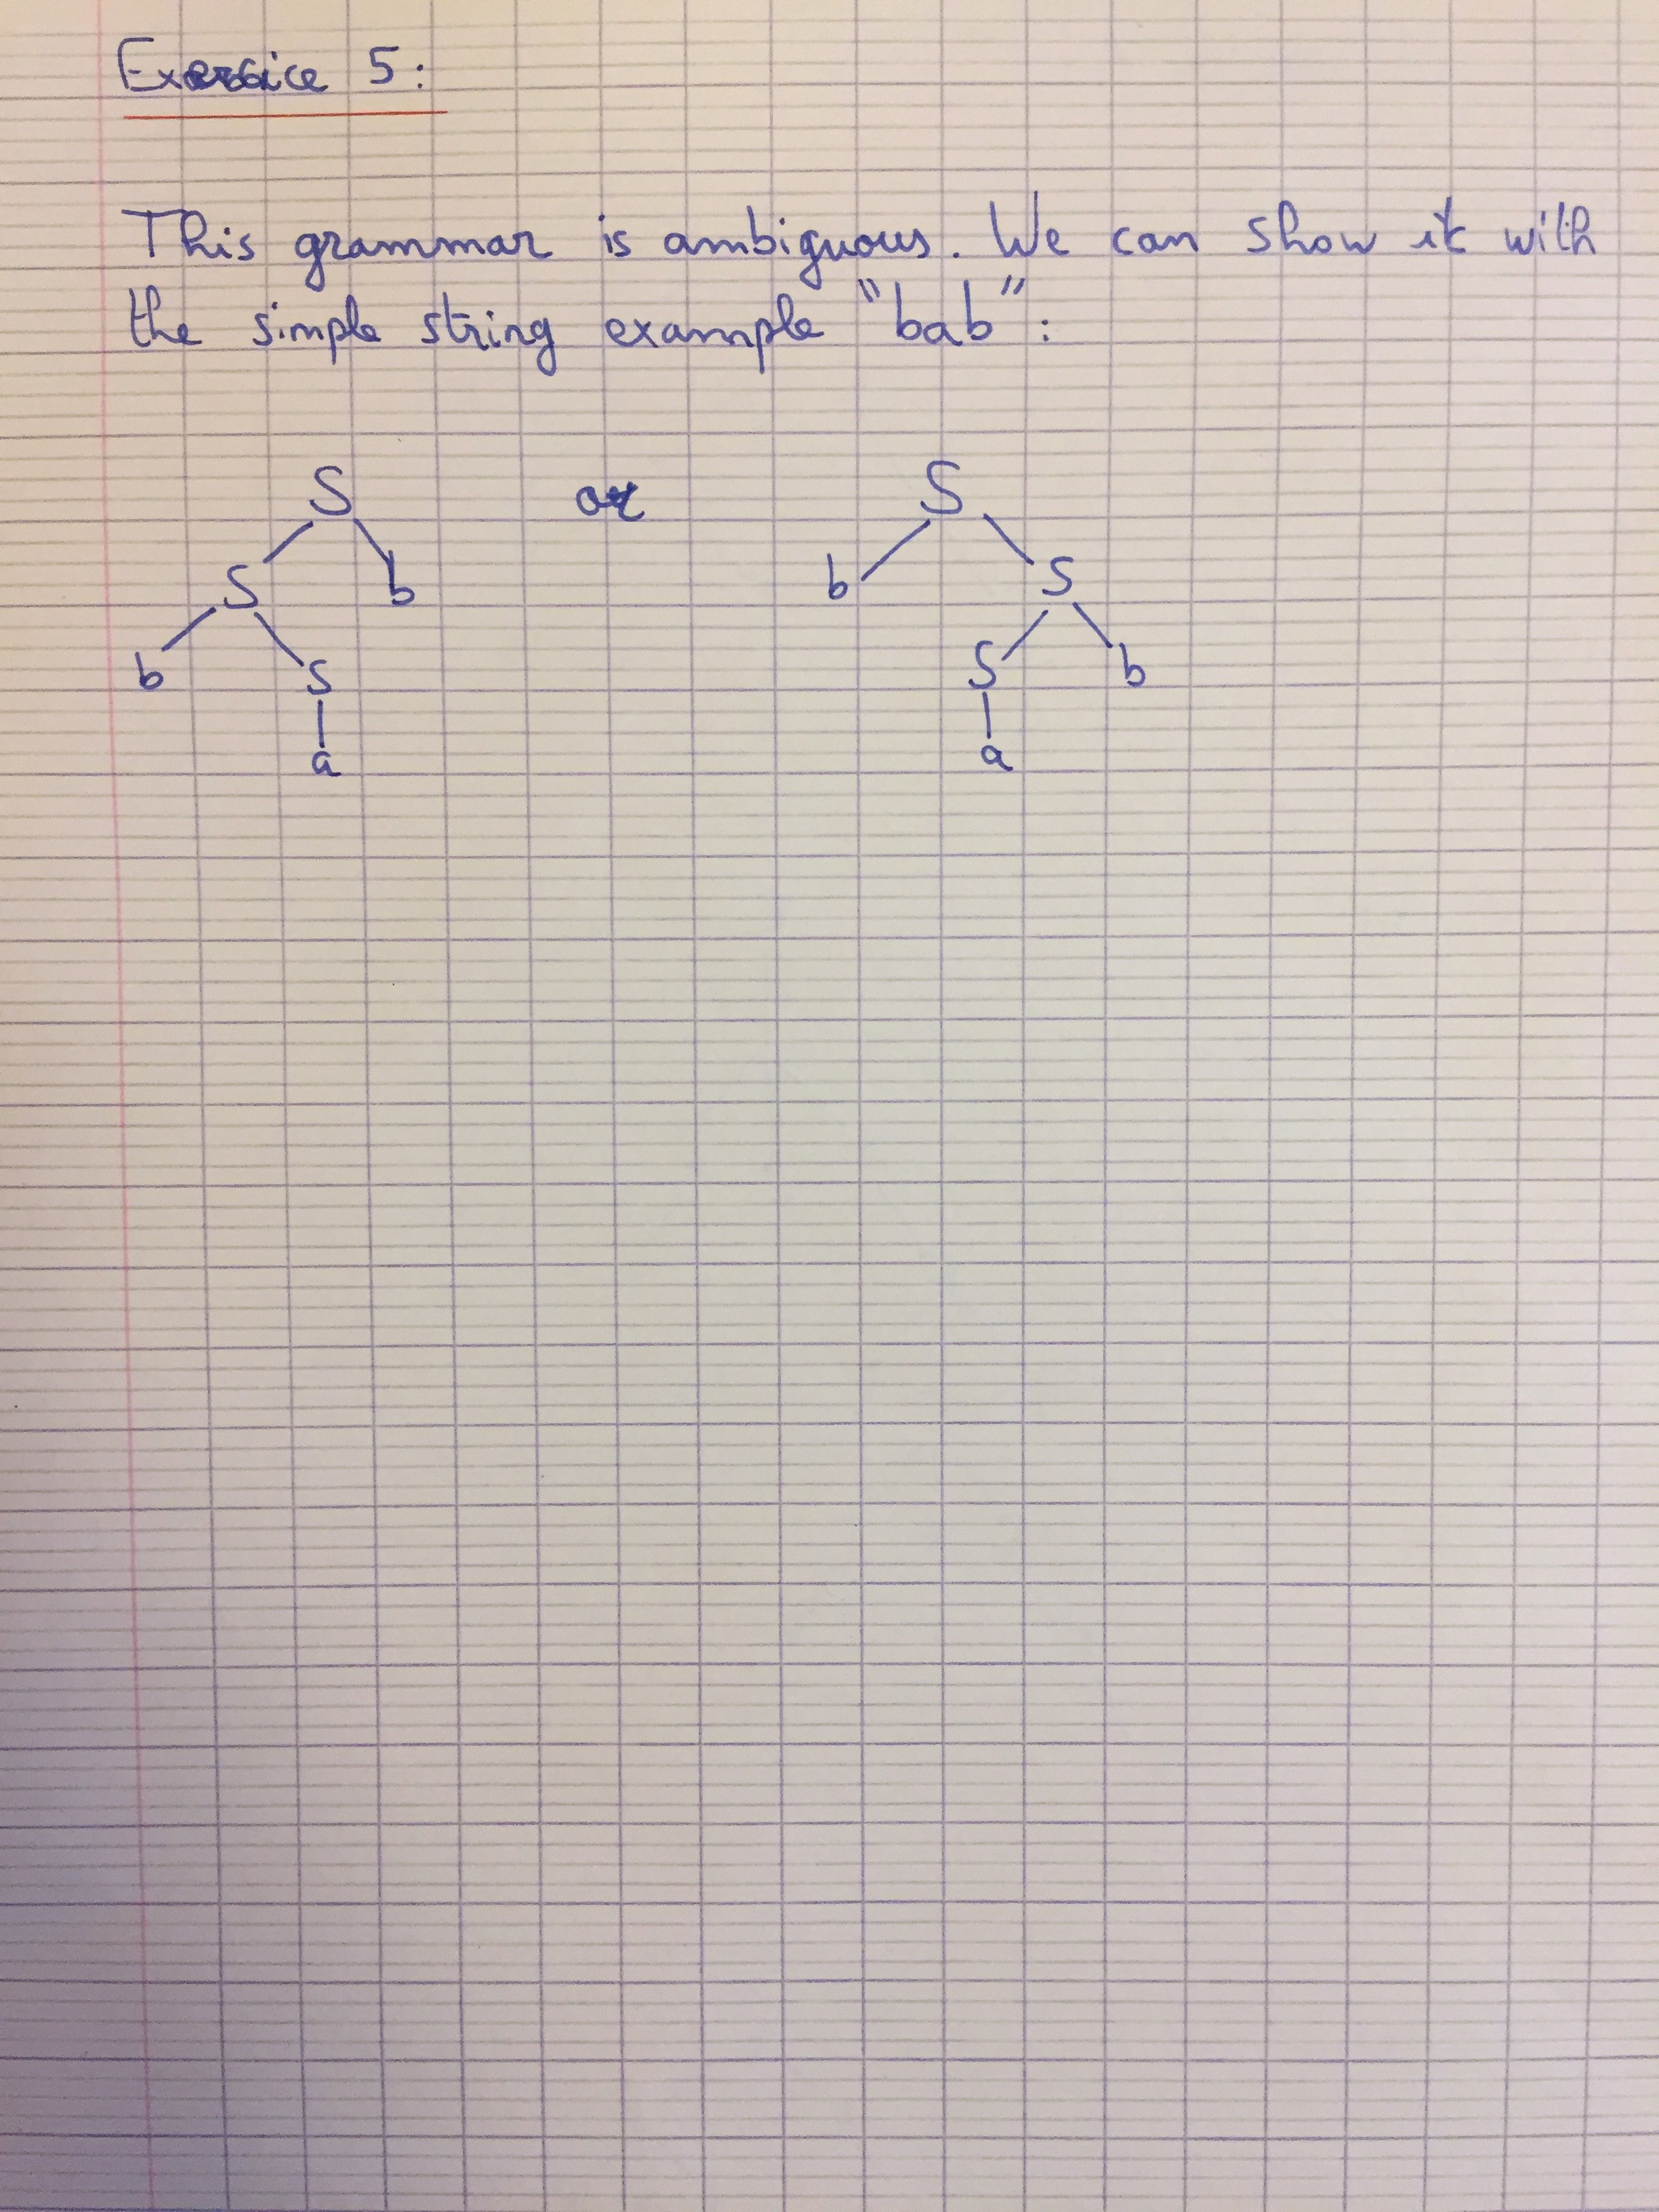 Exercice 5:
This grammar is ambiguous. We can show it with
the simple string example "bab":
S or S
S b b S
b S S b
a a